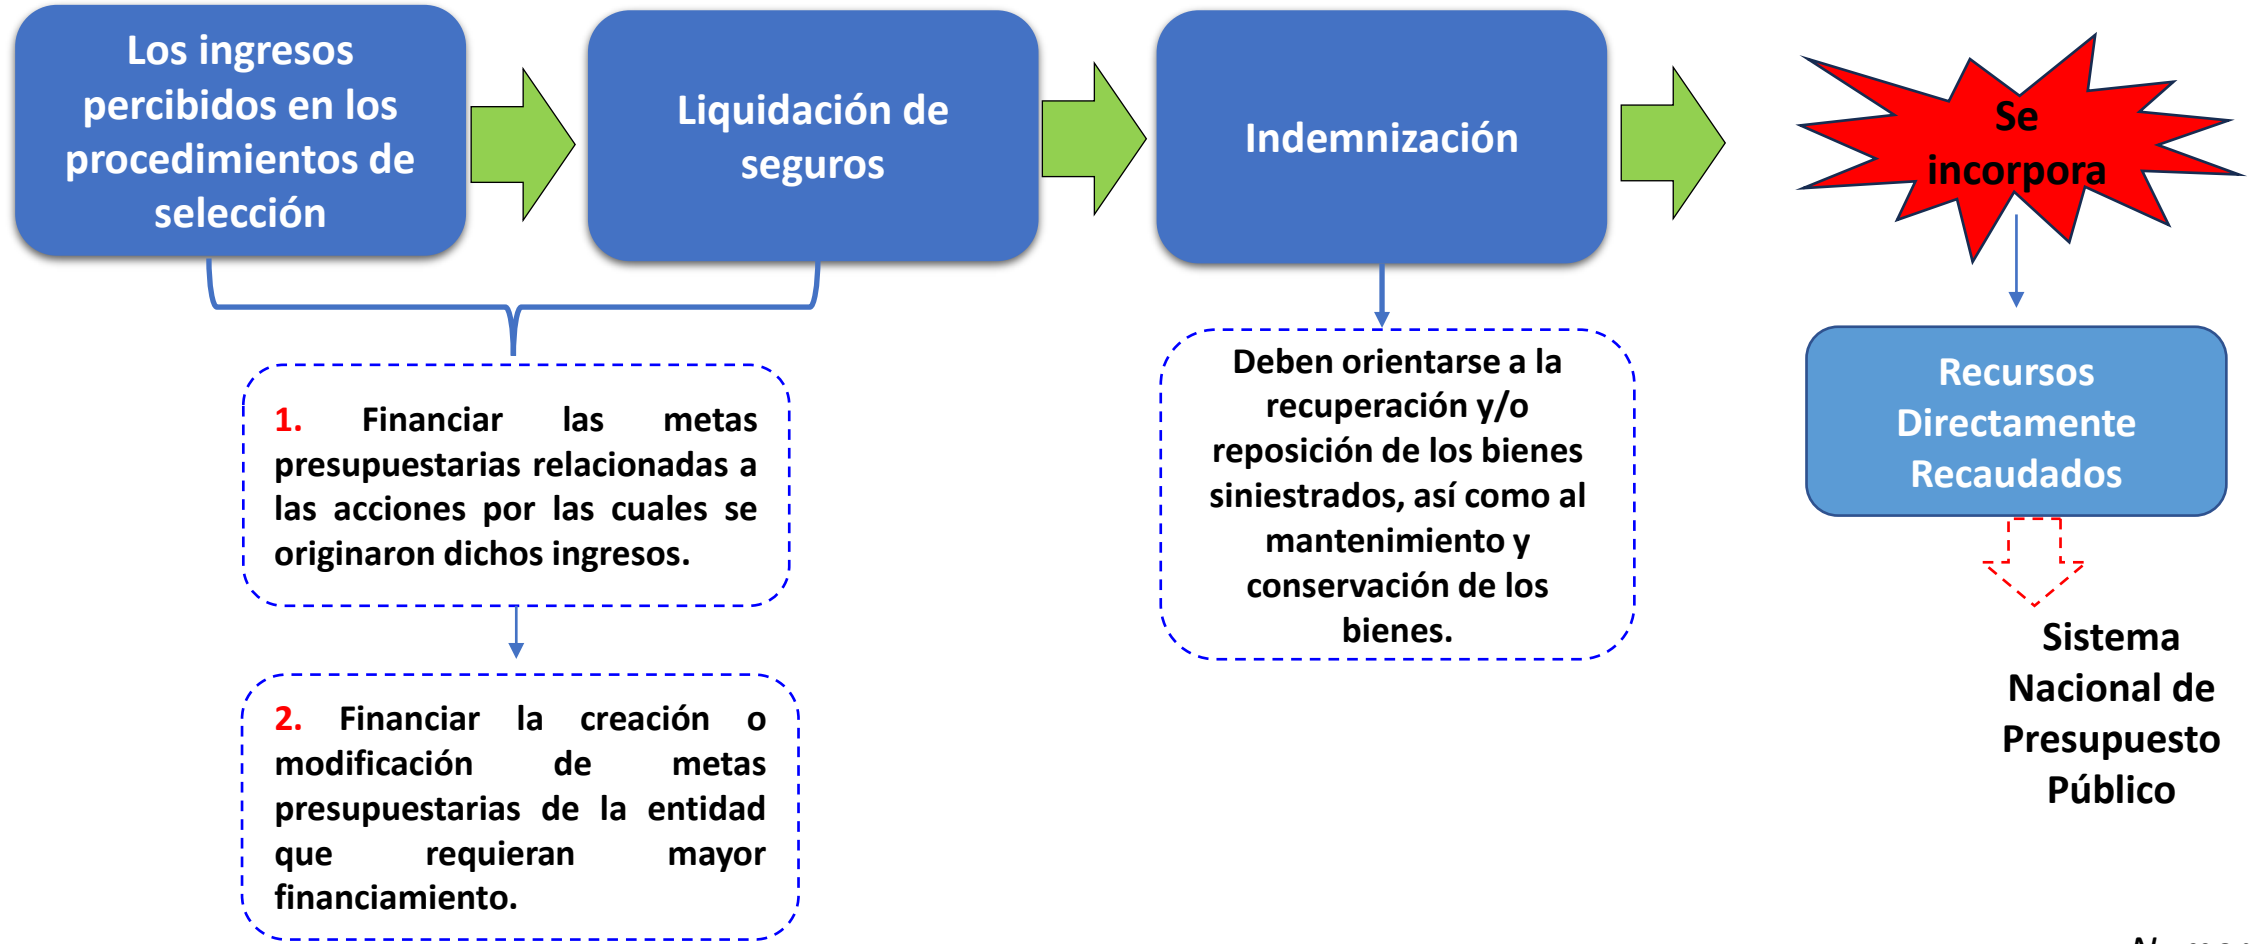 Los ingresos
percibidos en los
procedimientos de
selección
Liquidación de
seguros
Indemnización
Se
incorpora
1. Financiar las metas
presupuestarias relacionadas a
las acciones por las cuales se
originaron dichos ingresos.
2. Financiar la creación o
modificación de metas
presupuestarias de la entidad
que requieran mayor
financiamiento.
Deben orientarse a la
recuperación y/o
reposición de los bienes
siniestrados, así como al
mantenimiento y
conservación de los
bienes.
Recursos
Directamente
Recaudados
Sistema
Nacional de
Presupuesto
Público